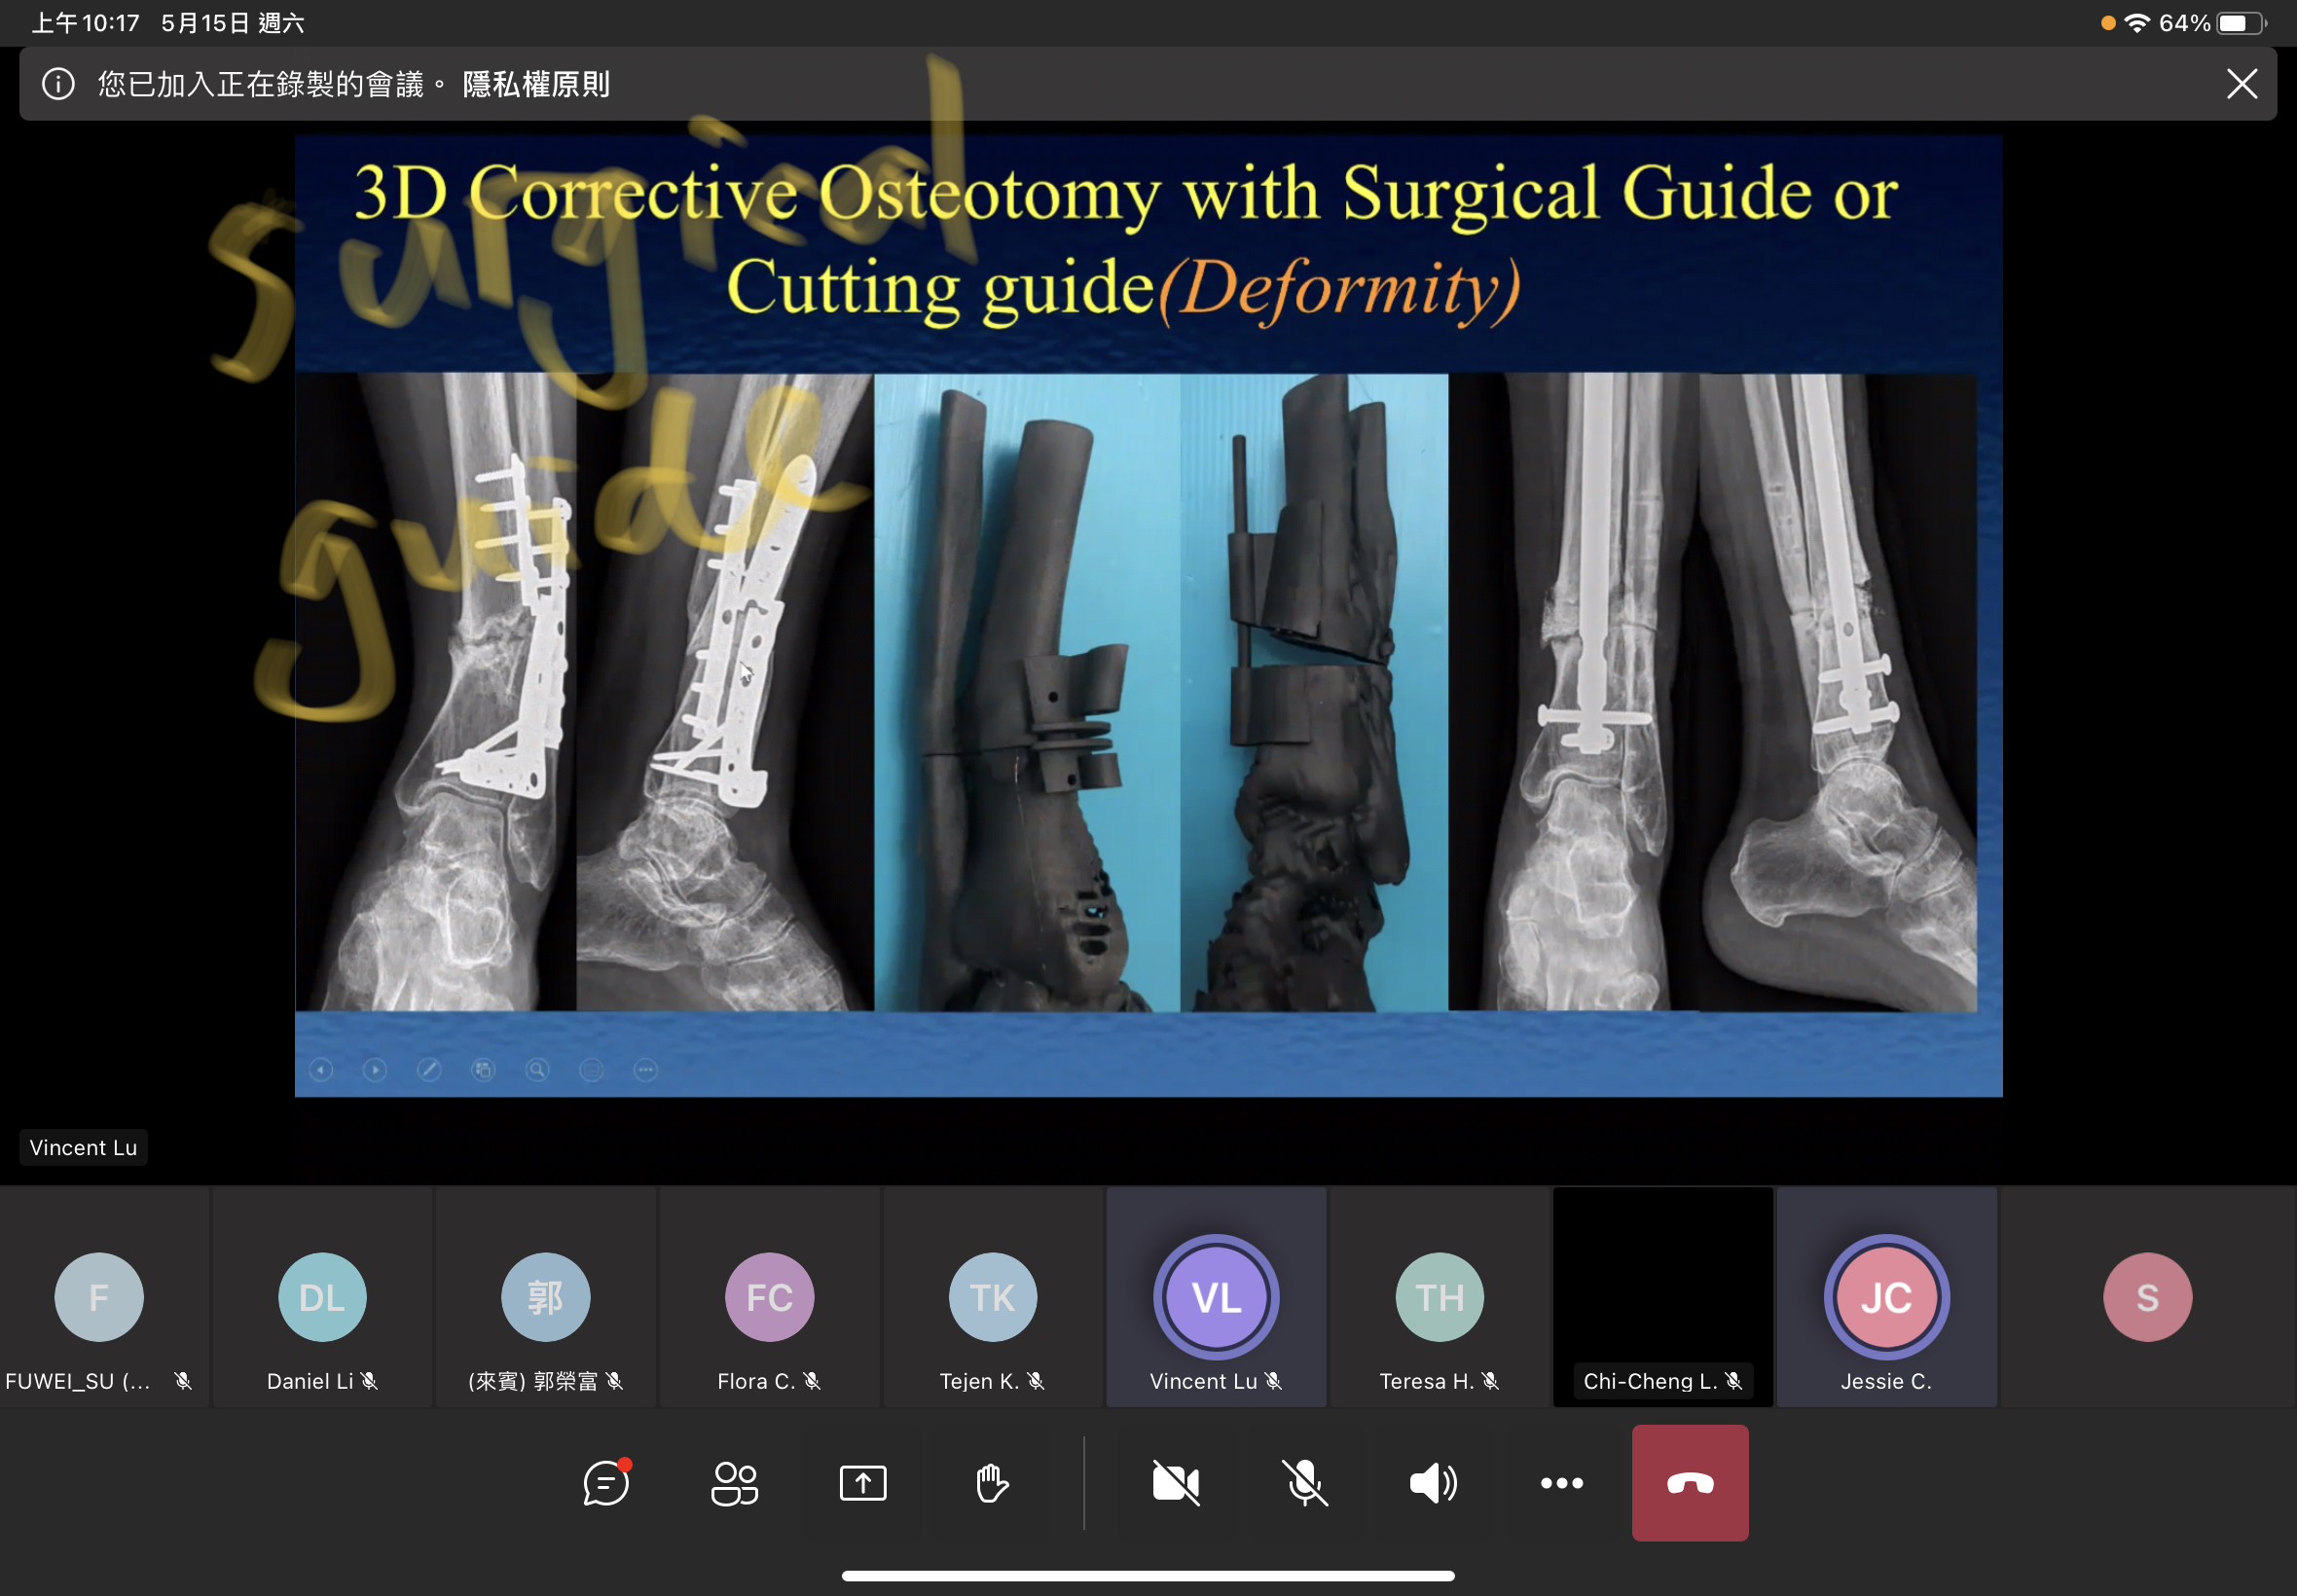 上午10:17 5月15日 週六
64%
您已加入正在錄製的會議。 隱私權原則
3D Corrective Osteotomy with Surgical Guide or
Cutting guide(Deformity)
Surgical
guide
Vincent Lu
F
DL
郭
FC
TK
VL
TH
JC
S
FUWEI_SU (...
Daniel Li
(來賓) 郭榮富
Flora C.
Tejen K.
Vincent Lu
Teresa H.
Chi-Cheng L.
Jessie C.